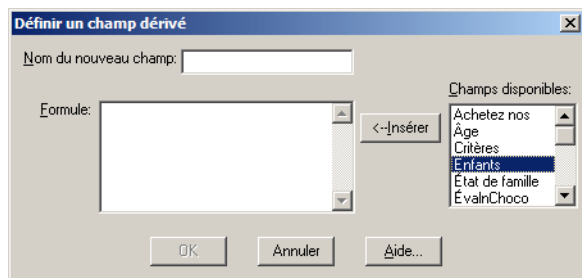 Définir un champ dérivé
Nom du nouveau champ:
Champs disponibles:
Formule:
<--Insérer
Achetez nos
Âge
Critères
Enfants
État de famille
ÉvalnChoco
OK
Annuler
Aide...